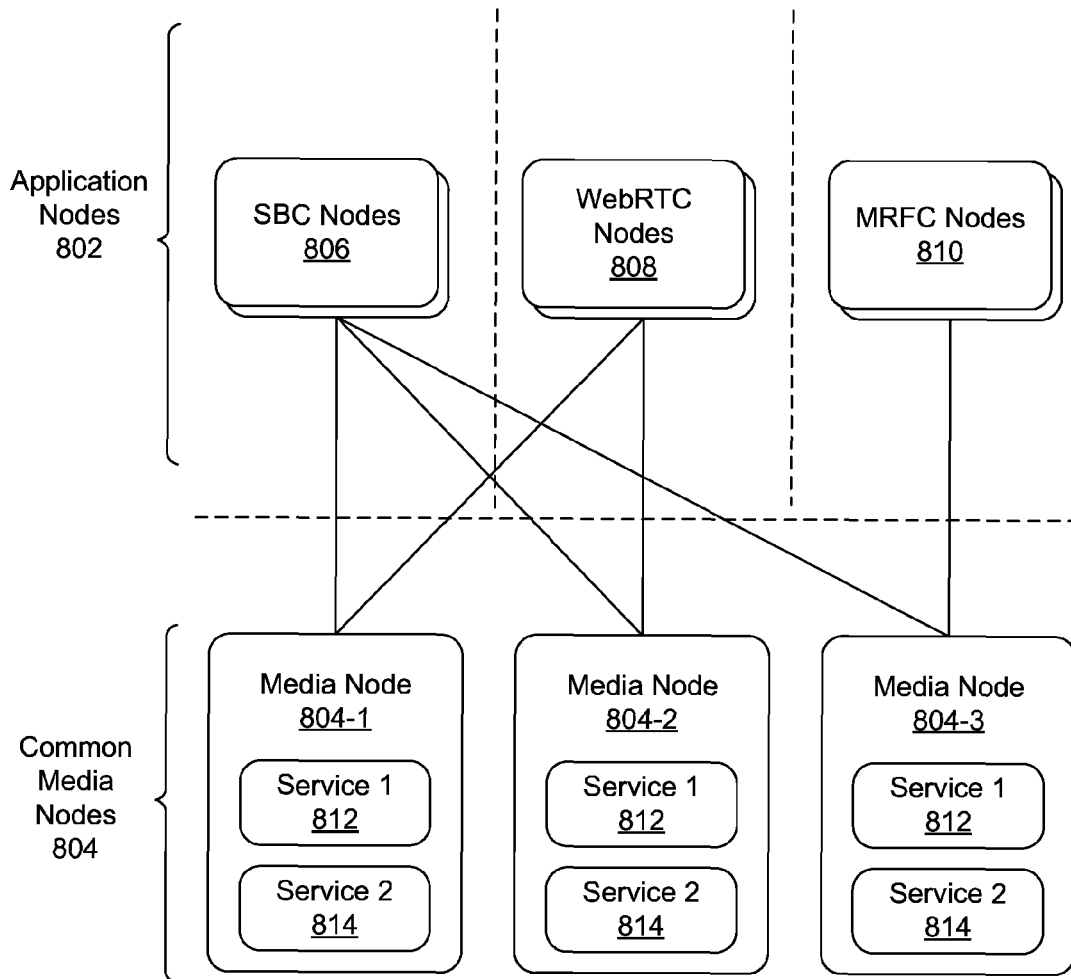 Application
Nodes
802
SBC Nodes
806
WebRTC
Nodes
808
MRFC Nodes
810
Common
Media
Nodes
804
Media Node
804-1
Service 1
812
Service 2
814
Media Node
804-2
Service 1
812
Service 2
814
Media Node
804-3
Service 1
812
Service 2
814